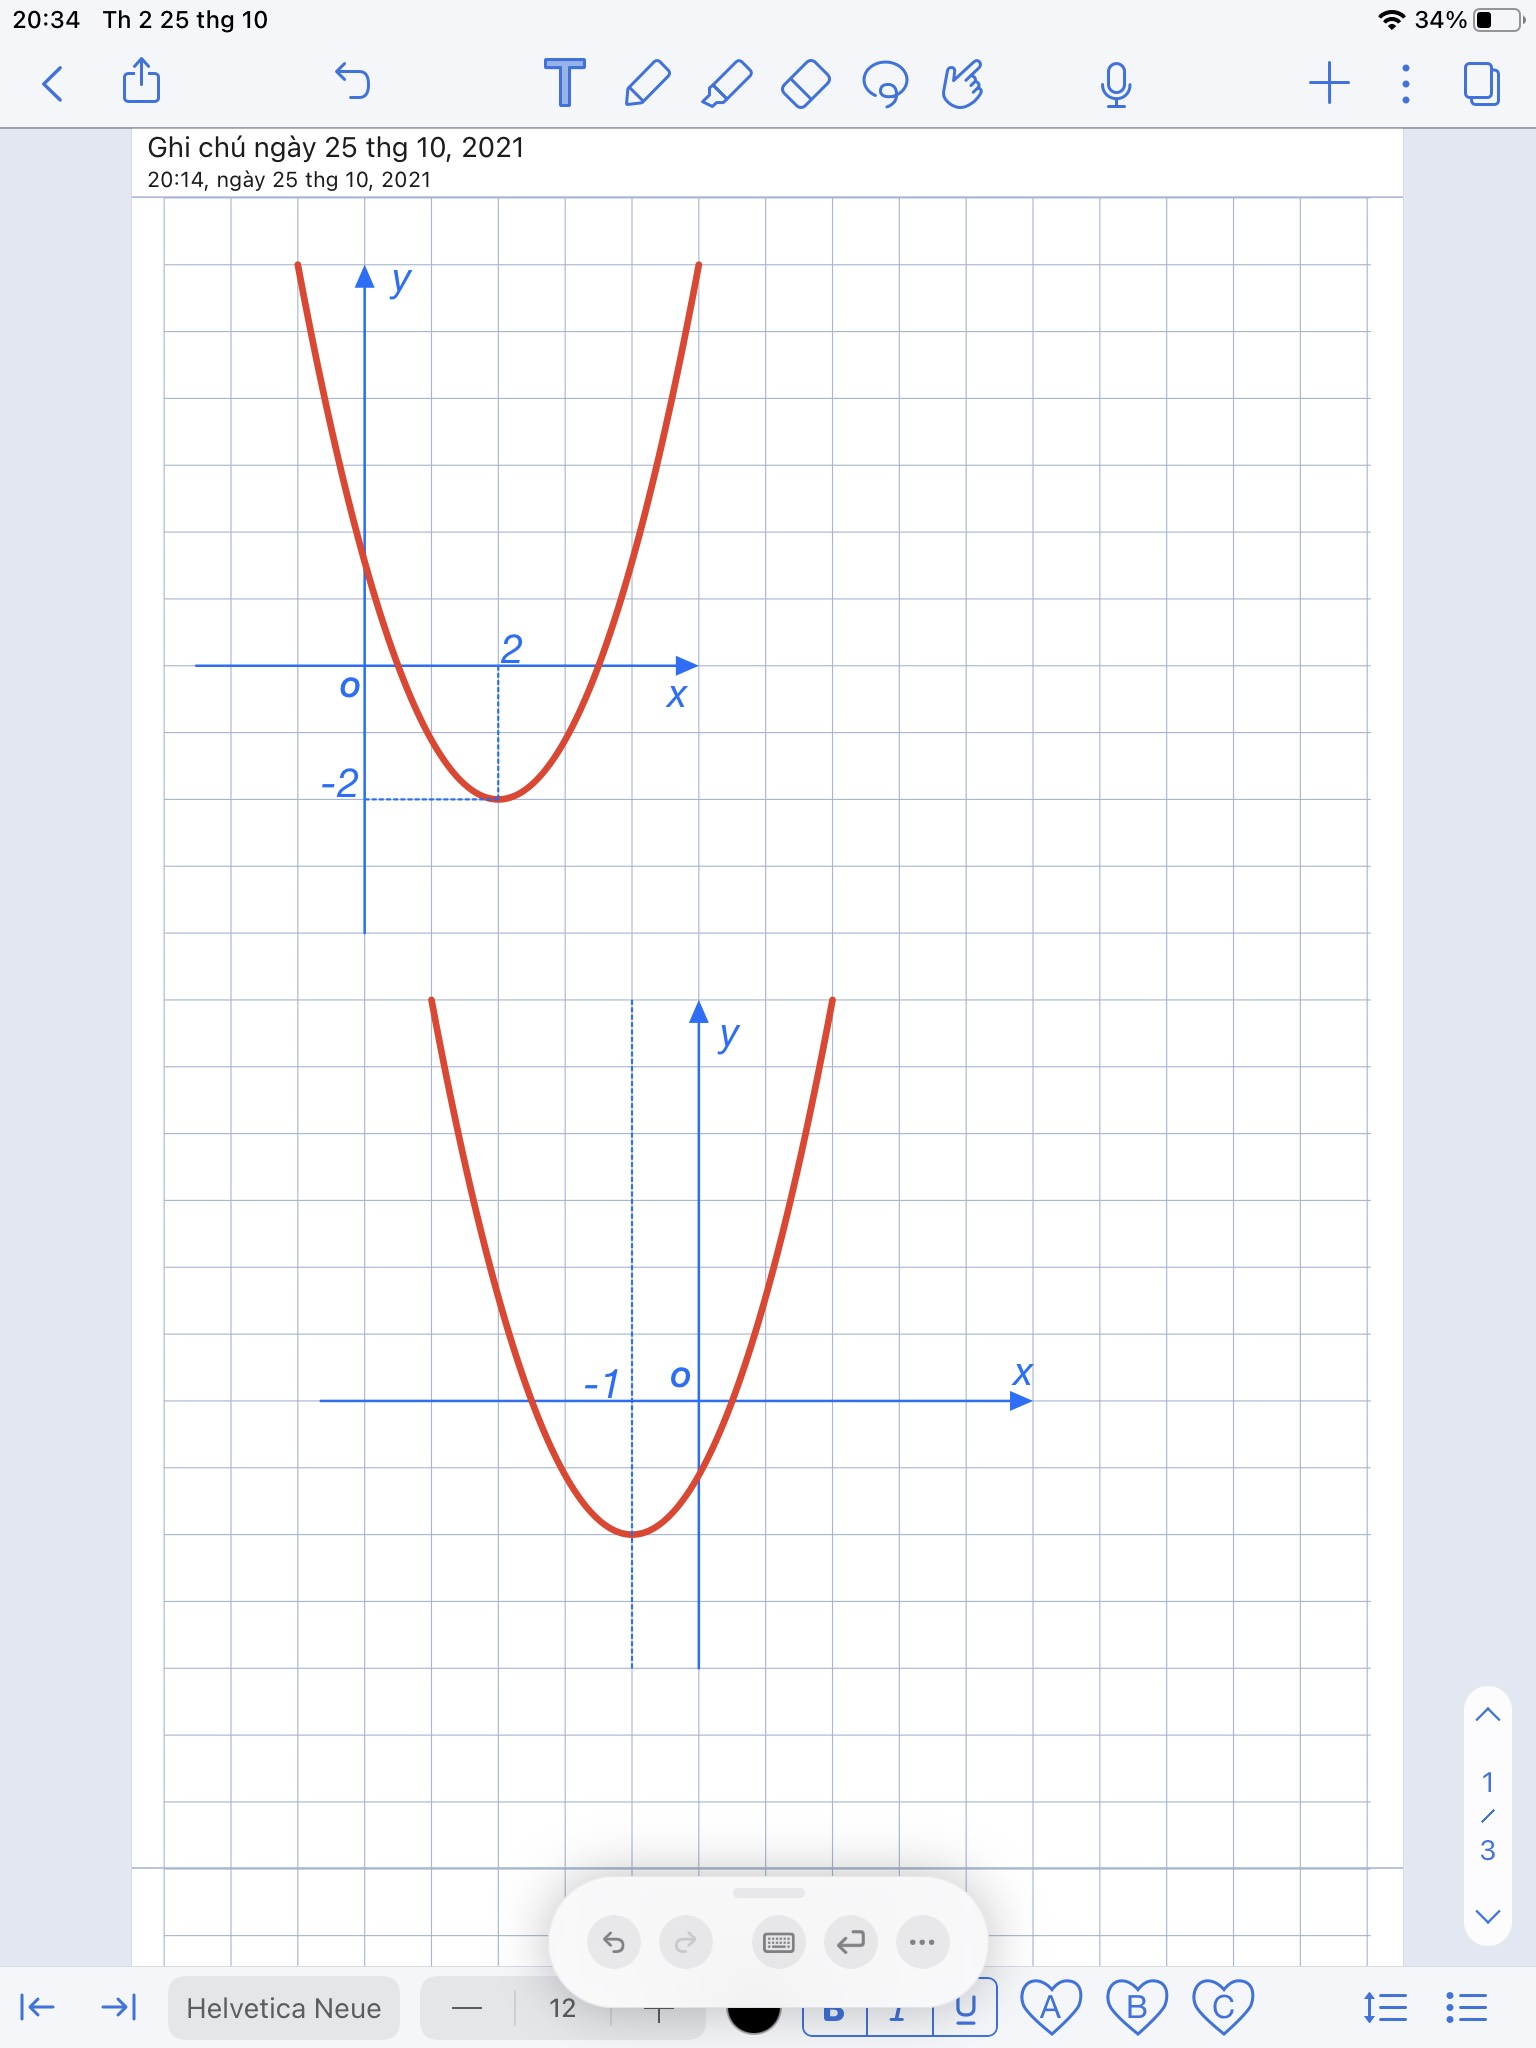 20:34 Th 2 25 thg 10 34%
Ghi chú ngày 25 thg 10, 2021
20:14, ngày 25 thg 10, 2021
y
2
o
x
-2
y
x
-1 o
1
/
3
Helvetica Neue — 12 + B I U A B C